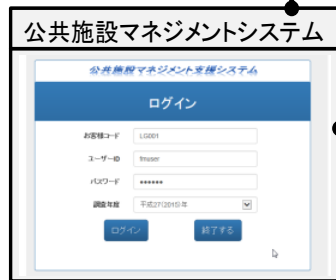 公共施設マネジメントシステム
公共施設マネジメント支援システム
ログイン
お客様コード LG001
ユーザーID fmuser
パスワード ●●●●●●
調査年度 平成27(2015)年
ログイン 終了する